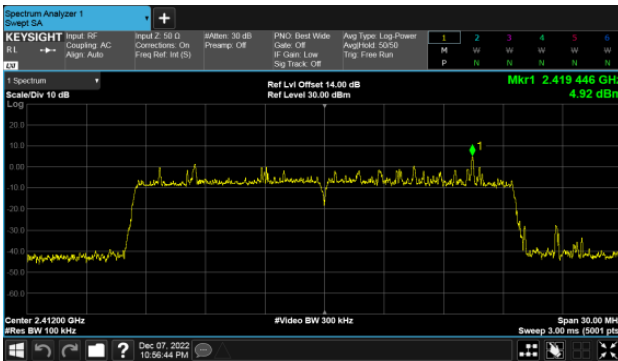 Spectrum Analyzer 1
Swept SA
+
KEYSIGHT Input: RF Input Z: 50 Ω #Atten: 30 dB PNO: Best Wide Avg Type: Log-Power 1 2 3 4 5 6
RL Coupling: AC Corrections: On Preamp: Off Gate: Off Avg|Hold: 50/50 M W W W W W
Align: Auto Freq Ref: Int (S) IF Gain: Low Trig: Free Run
LXI Sig Track: Off P N N N N N
1 Spectrum Ref Lvl Offset 14.00 dB Mkr1 2.419 446 GHz
Scale/Div 10 dB Ref Level 30.00 dBm 4.92 dBm
Log
20.0
10.0
0.00
-10.0
-20.0
-30.0
-40.0
-50.0
-60.0
1
Center 2.41200 GHz #Video BW 300 kHz Span 30.00 MH
#Res BW 100 kHz Sweep 3.00 ms (5001 pts
? Dec 07, 2022
10:56:44 PM